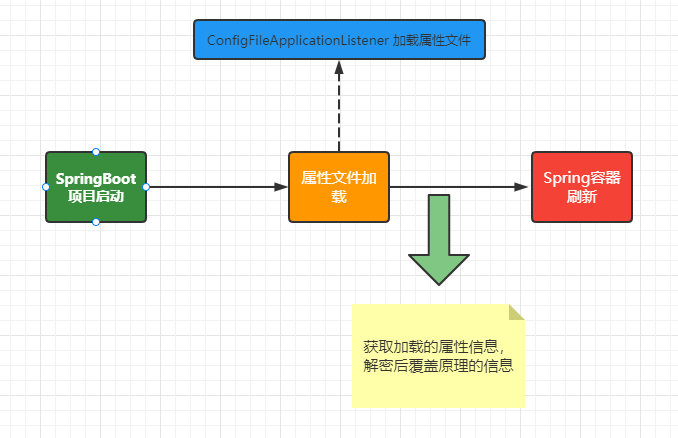 ConfigFileApplicationListener 加载属性文件
SpringBoot
项目启动
属性文件加
载
Spring容器
刷新
获取加载的属性信息，
解密后覆盖原理的信息